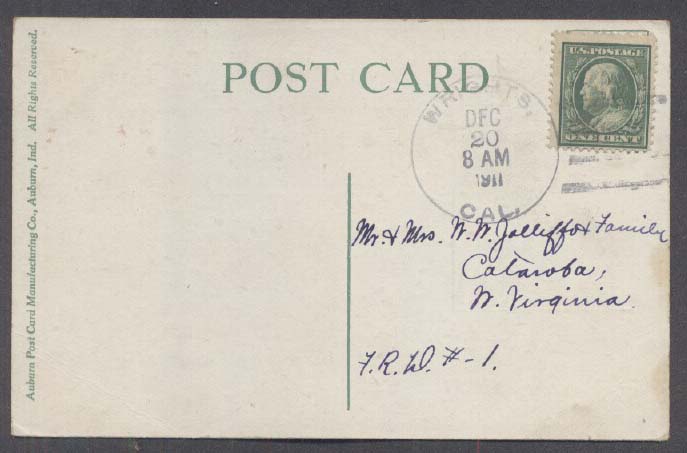 POST CARD
Auburn Post Card Manufacturing Co., Auburn, Ind. All Rights Reserved.
U.S. POSTAGE
ONE CENT
WRIGHTS,
DEC
20
8 AM
1911
CAL.
Mr. & Mrs. W. W. Jolliffe & Family
Catawba,
W. Virginia.
F.R.D. #-1.